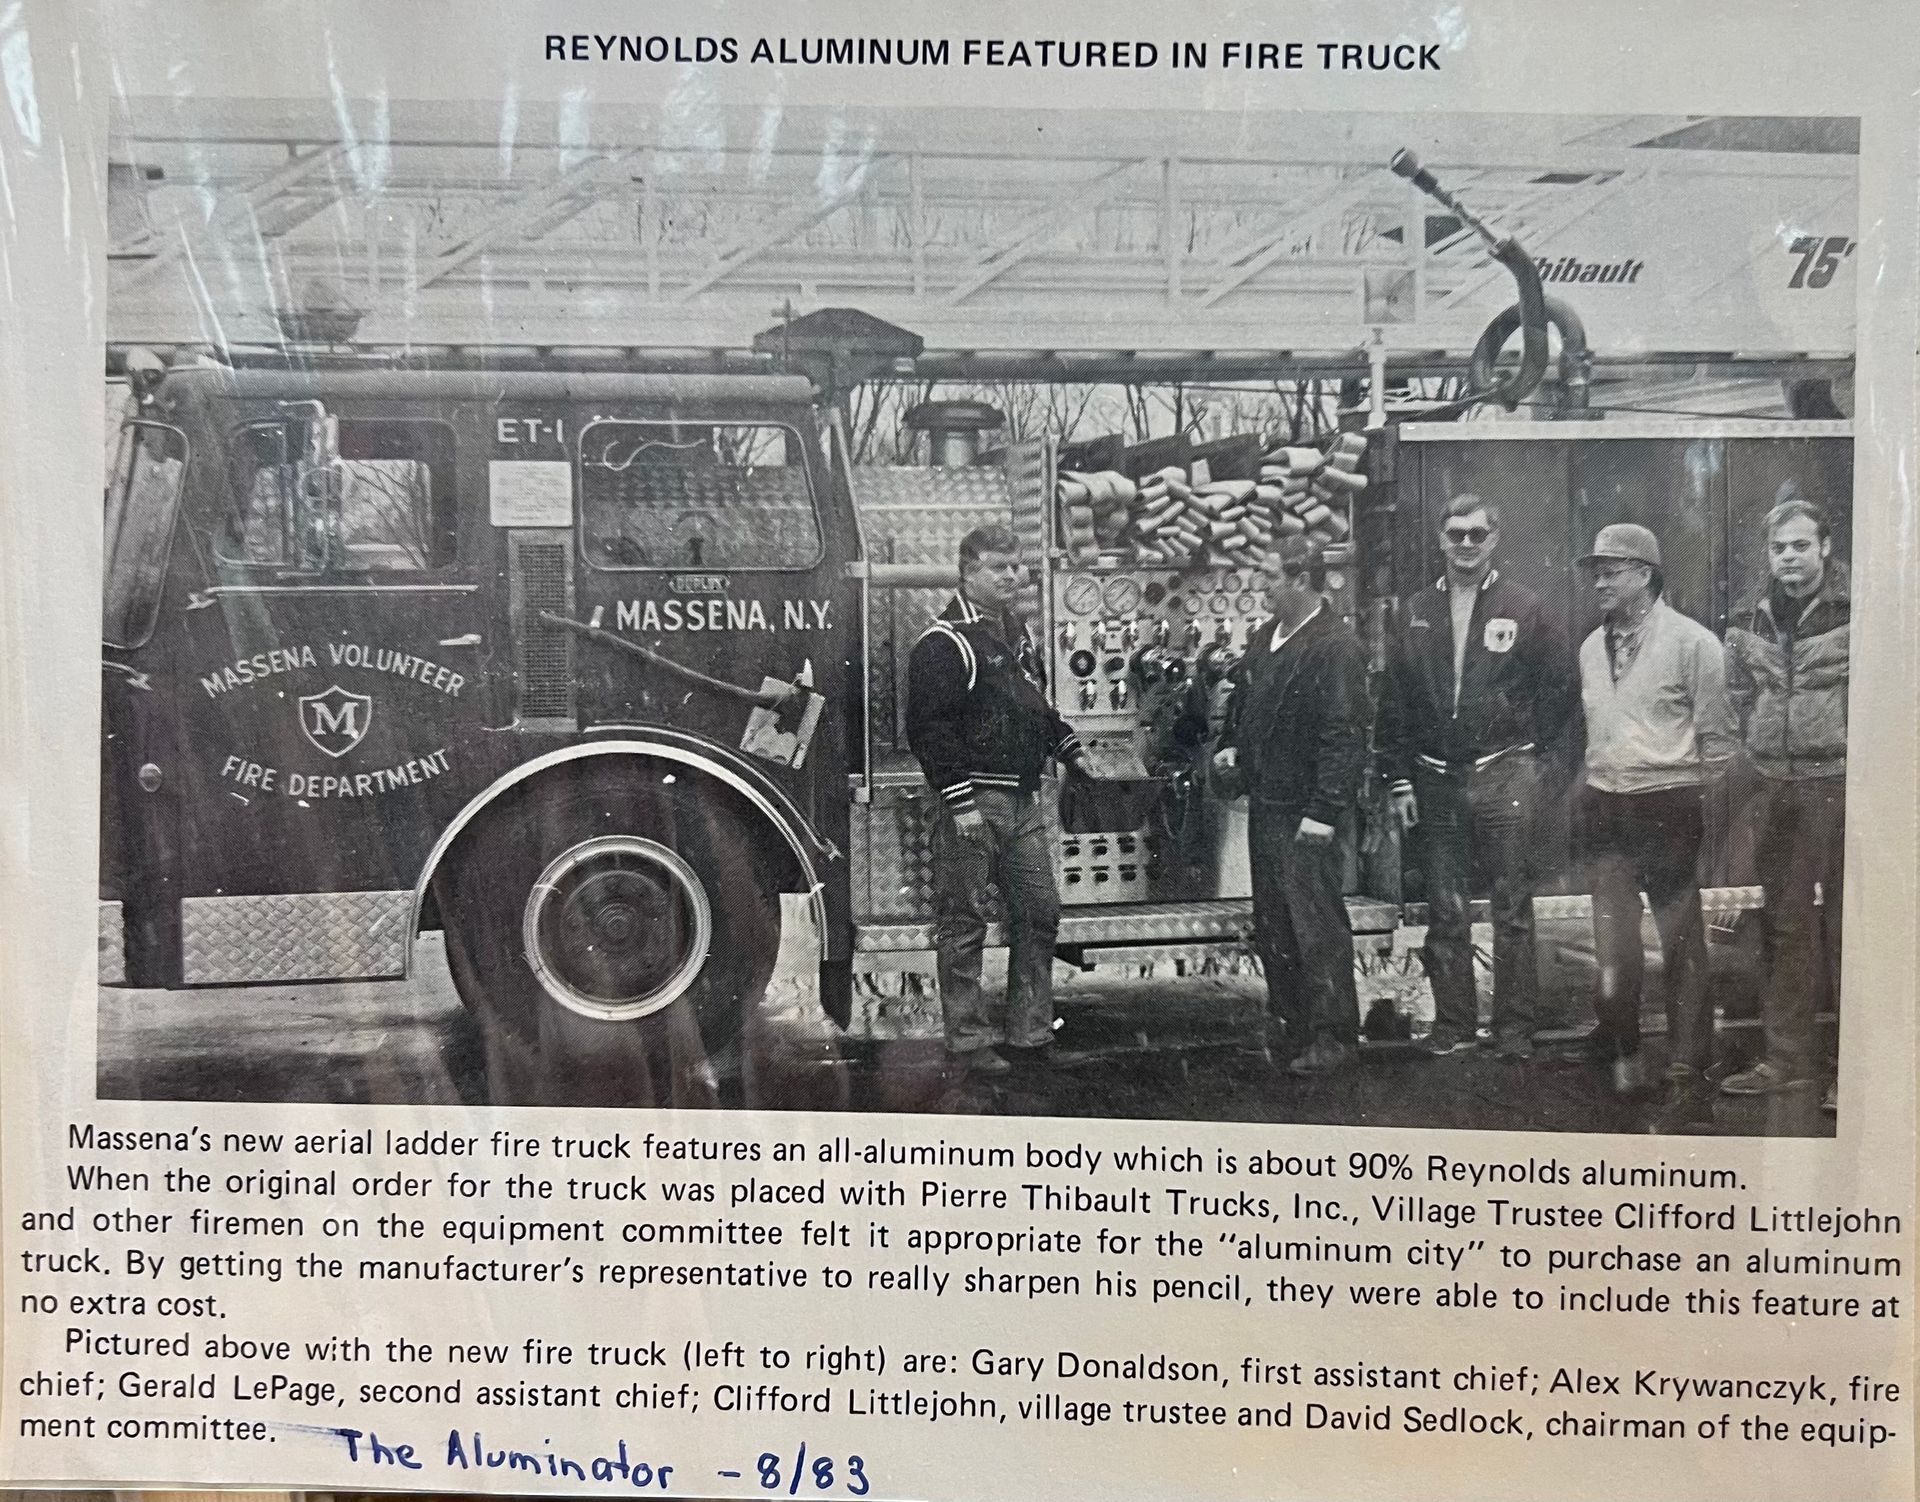 REYNOLDS ALUMINUM FEATURED IN FIRE TRUCK
Thibault
75'
ET-1
MASSENA, N.Y.
MASSENA VOLUNTEER
M
FIRE DEPARTMENT
Massena's new aerial ladder fire truck features an all-aluminum body which is about 90% Reynolds aluminum.
When the original order for the truck was placed with Pierre Thibault Trucks, Inc., Village Trustee Clifford Littlejohn
and other firemen on the equipment committee felt it appropriate for the "aluminum city" to purchase an aluminum
truck. By getting the manufacturer's representative to really sharpen his pencil, they were able to include this feature at
no extra cost.
Pictured above with the new fire truck (left to right) are: Gary Donaldson, first assistant chief; Alex Krywanczyk, fire
chief; Gerald LePage, second assistant chief; Clifford Littlejohn, village trustee and David Sedlock, chairman of the equip-
ment committee.
The Aluminator - 8/83